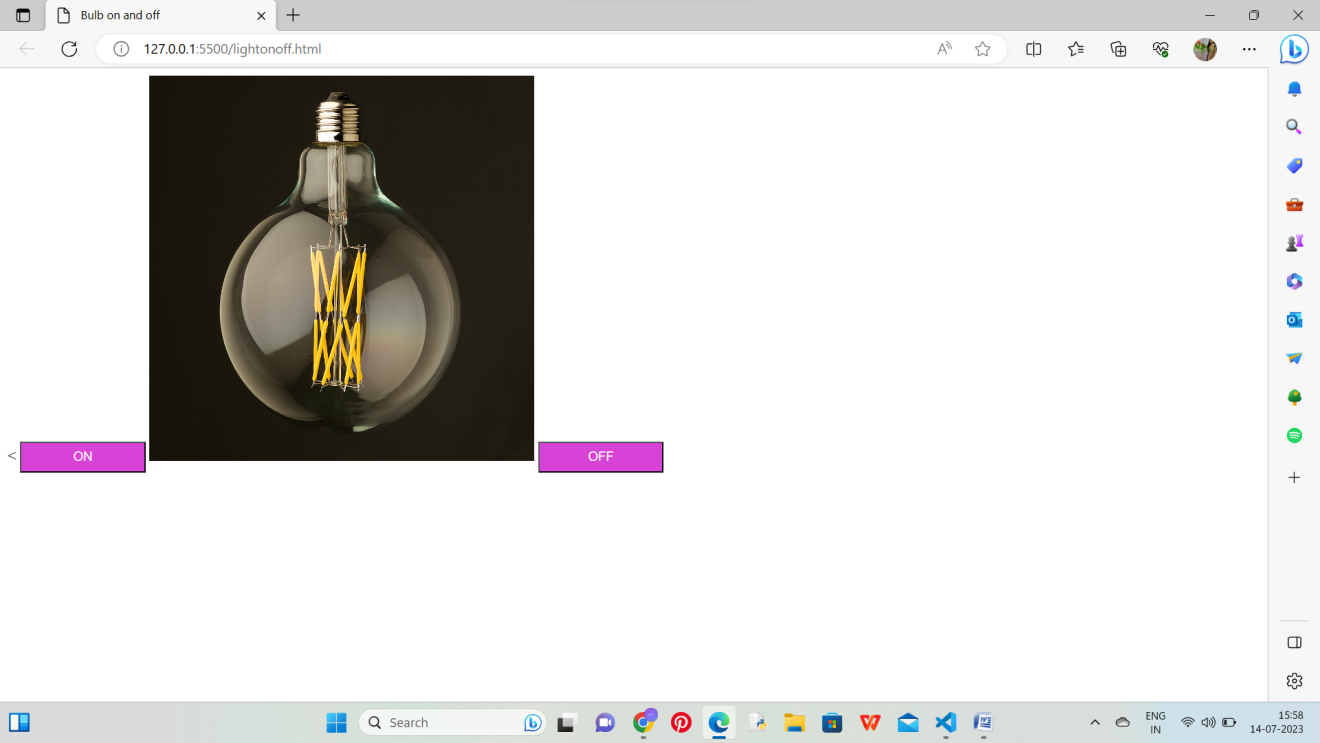 Bulb on and off
127.0.0.1:5500/lightonoff.html
< ON
OFF
Search
ENG
IN
15:58
14-07-2023